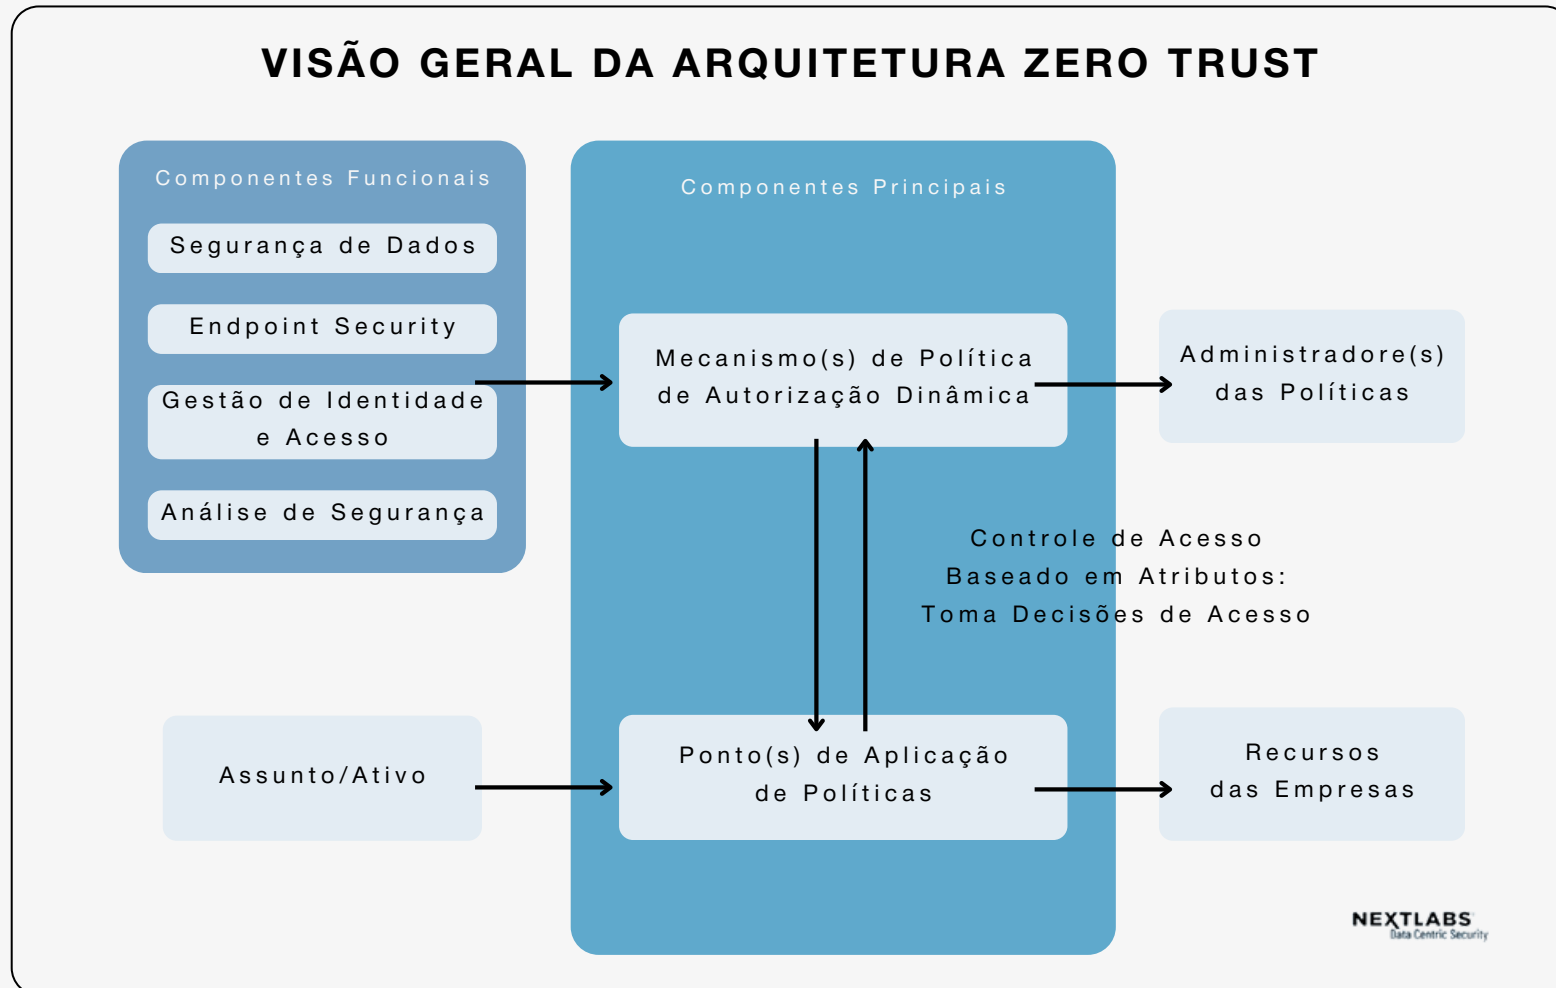 VISÃO GERAL DA ARQUITETURA ZERO TRUST
Componentes Funcionais
Segurança de Dados
Endpoint Security
Gestão de Identidade
e Acesso
Análise de Segurança
Componentes Principais
Mecanismo(s) de Política
de Autorização Dinâmica
Administradore(s)
das Políticas
Controle de Acesso
Baseado em Atributos:
Toma Decisões de Acesso
Assunto/Ativo
Ponto(s) de Aplicação
de Políticas
Recursos
das Empresas
NEXTLABS
Data Centric Security